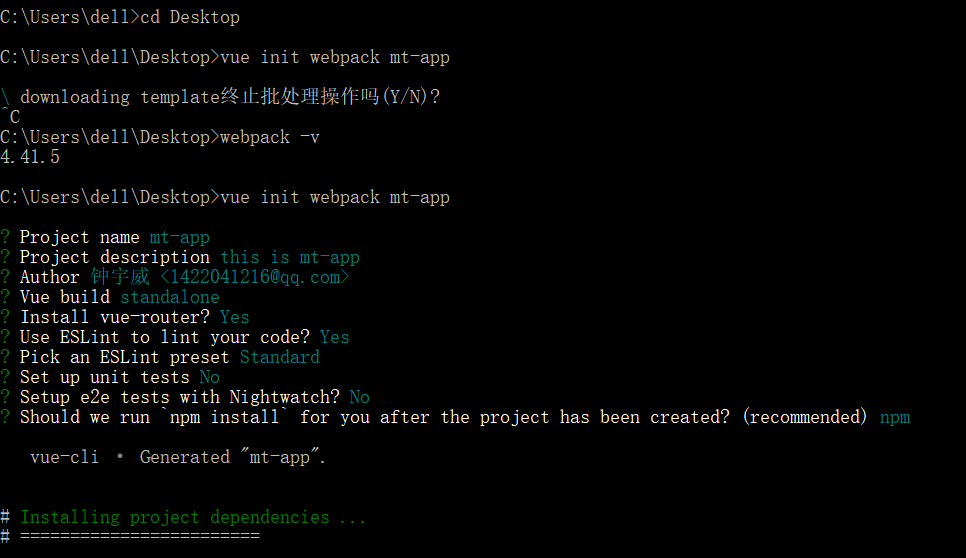 C:\Users\dell>cd Desktop
C:\Users\dell\Desktop>vue init webpack mt-app
\ downloading template终止批处理操作吗(Y/N)?
^C
C:\Users\dell\Desktop>webpack -v
4.41.5
C:\Users\dell\Desktop>vue init webpack mt-app
? Project name mt-app
? Project description this is mt-app
? Author 钟宇威 <1422041216@qq.com>
? Vue build standalone
? Install vue-router? Yes
? Use ESLint to lint your code? Yes
? Pick an ESLint preset Standard
? Set up unit tests No
? Setup e2e tests with Nightwatch? No
? Should we run `npm install` for you after the project has been created? (recommended) npm
vue-cli · Generated "mt-app".
# Installing project dependencies ...
# ========================